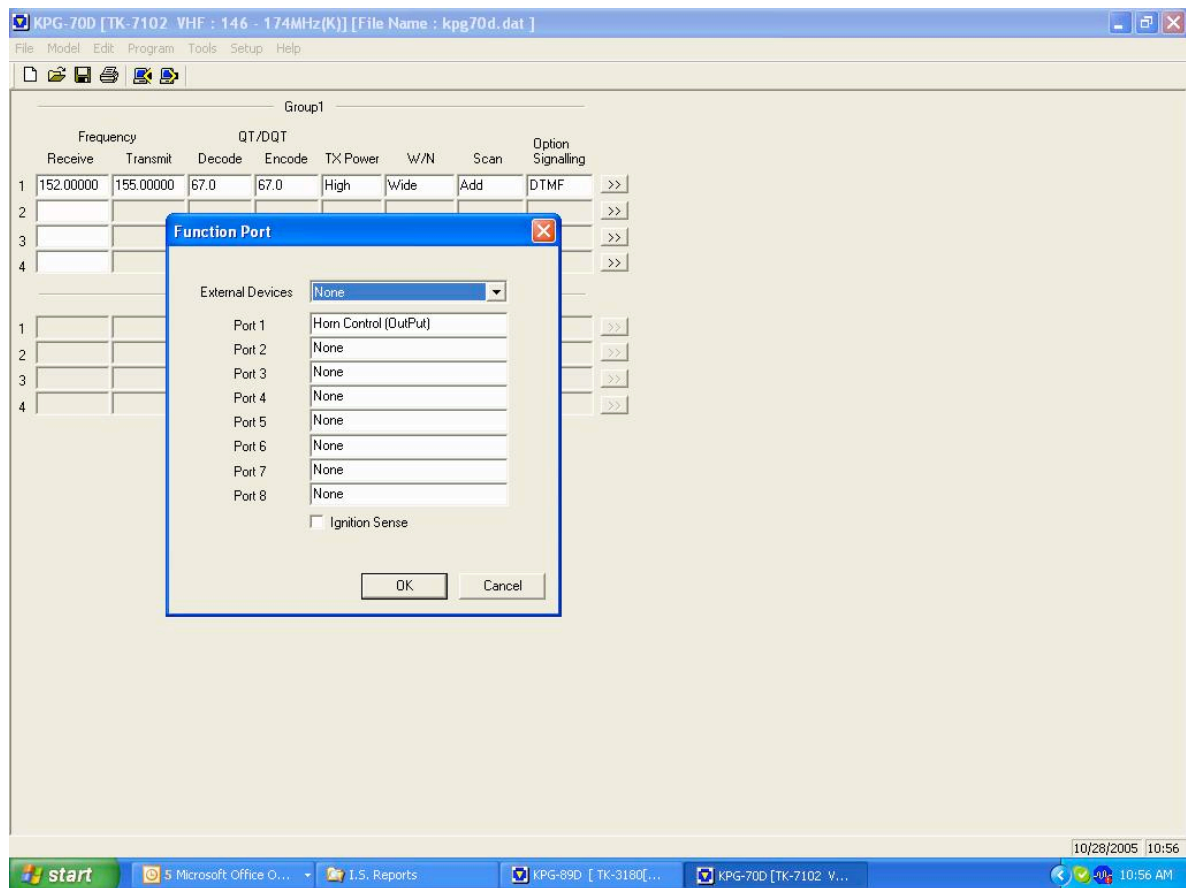 KPG-70D [TK-7102 VHF : 146 - 174MHz(K)] [File Name : kpg70d.dat ]
File Model Edit Program Tools Setup Help
Group1
Frequency QT/DQT Option
Receive Transmit Decode Encode TX Power W/N Scan Signalling
1 152.00000 155.00000 67.0 67.0 High Wide Add DTMF >>
2 >>
3 >>
4 >>
Function Port
External Devices None
Port 1 Horn Control (OutPut)
Port 2 None
Port 3 None
Port 4 None
Port 5 None
Port 6 None
Port 7 None
Port 8 None
Ignition Sense
OK Cancel
1 >>
2 >>
3 >>
4 >>
10/28/2005 10:56
start 5 Microsoft Office O... I.S. Reports KPG-89D [ TK-3180[... KPG-70D [TK-7102 V... 10:56 AM